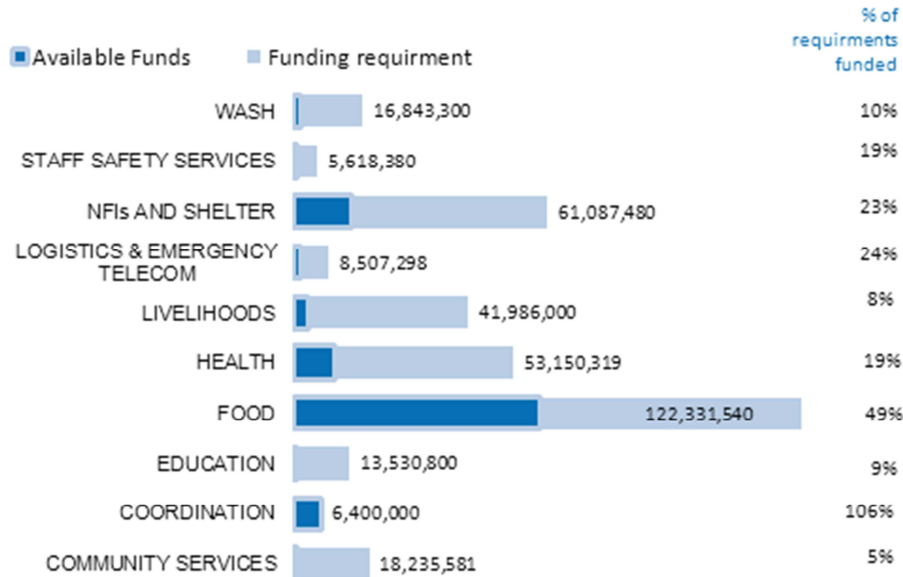 % of
requirments
funded
Available Funds
Funding requirment
WASH 16,843,300 10%
STAFF SAFETY SERVICES 5,618,380 19%
NFIs AND SHELTER 61,087,480 23%
LOGISTICS & EMERGENCY
TELECOM 8,507,298 24%
LIVELIHOODS 41,986,000 8%
HEALTH 53,150,319 19%
FOOD 122,331,540 49%
EDUCATION 13,530,800 9%
COORDINATION 6,400,000 106%
COMMUNITY SERVICES 18,235,581 5%